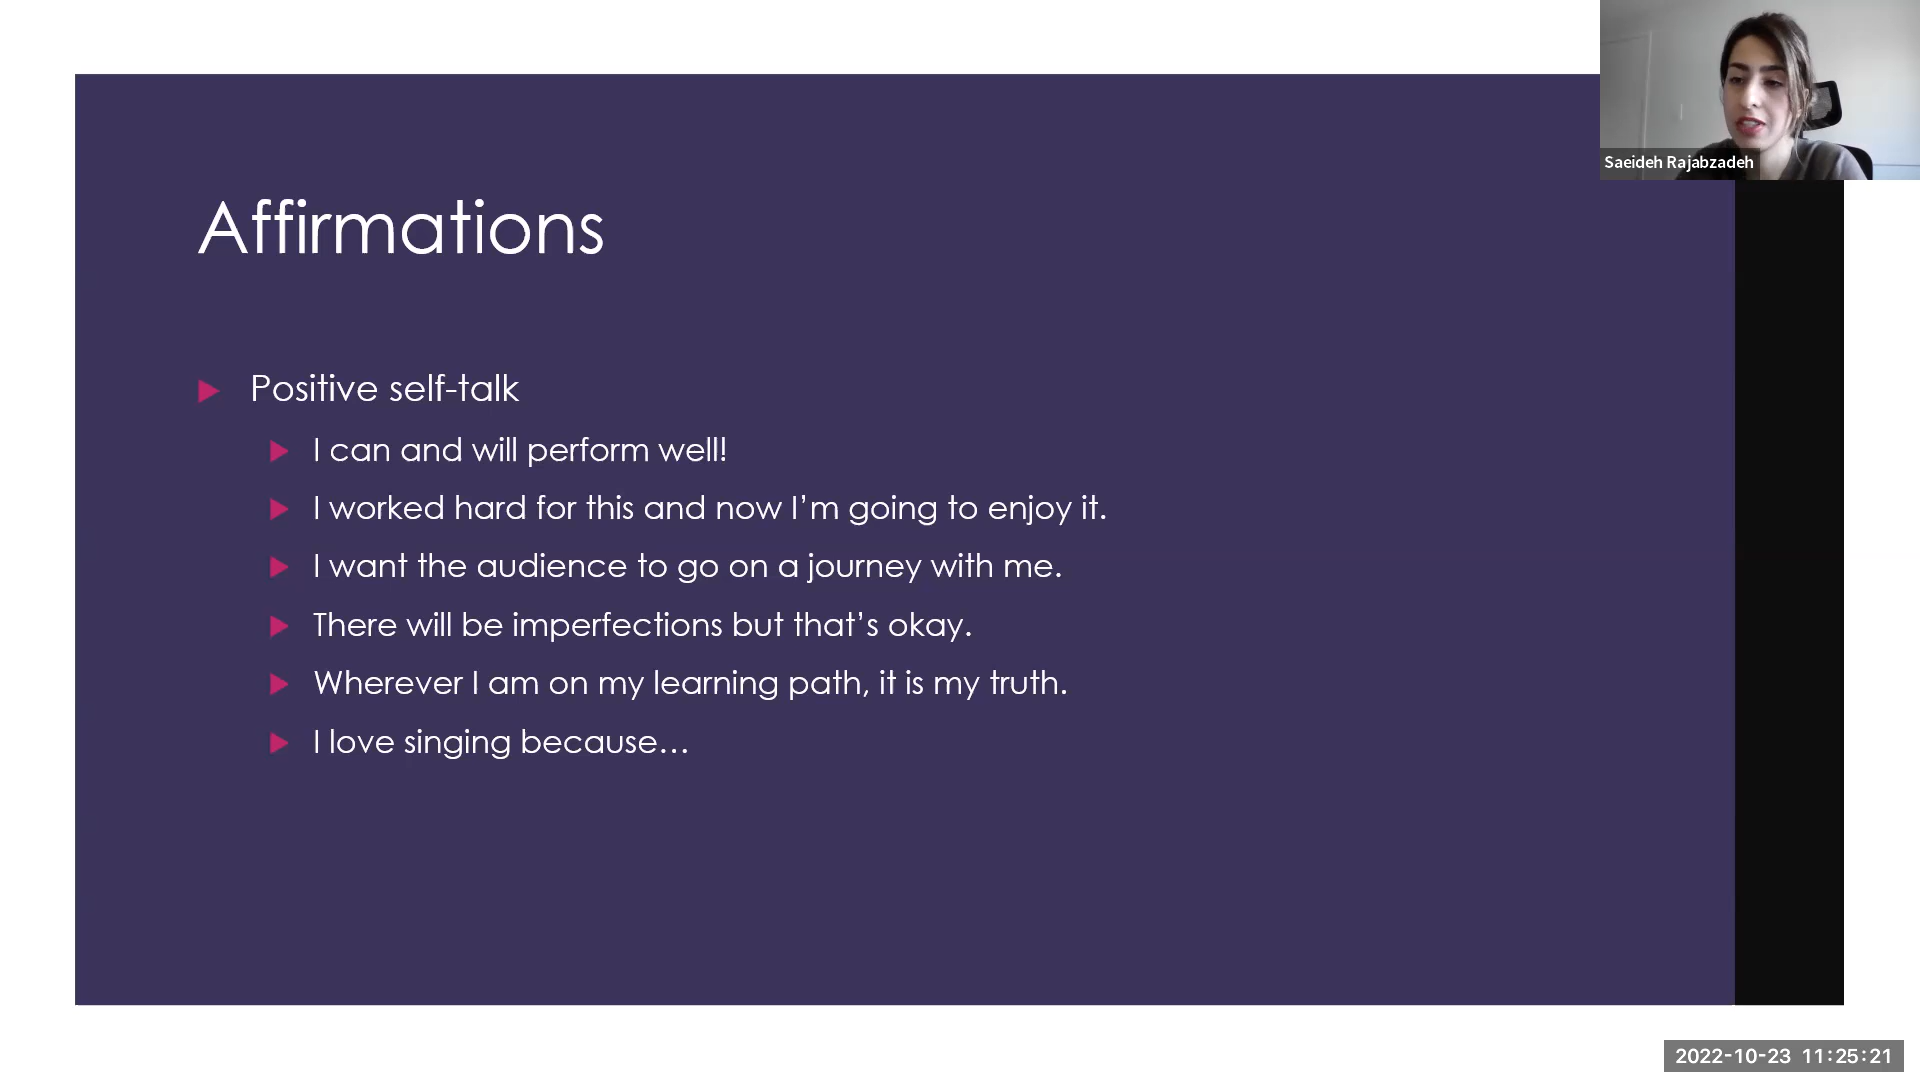 Saeideh Rajabzadeh
Affirmations
Positive self-talk
I can and will perform well!
I worked hard for this and now I’m going to enjoy it.
I want the audience to go on a journey with me.
There will be imperfections but that’s okay.
Wherever I am on my learning path, it is my truth.
I love singing because…
2022-10-23 11:25:21